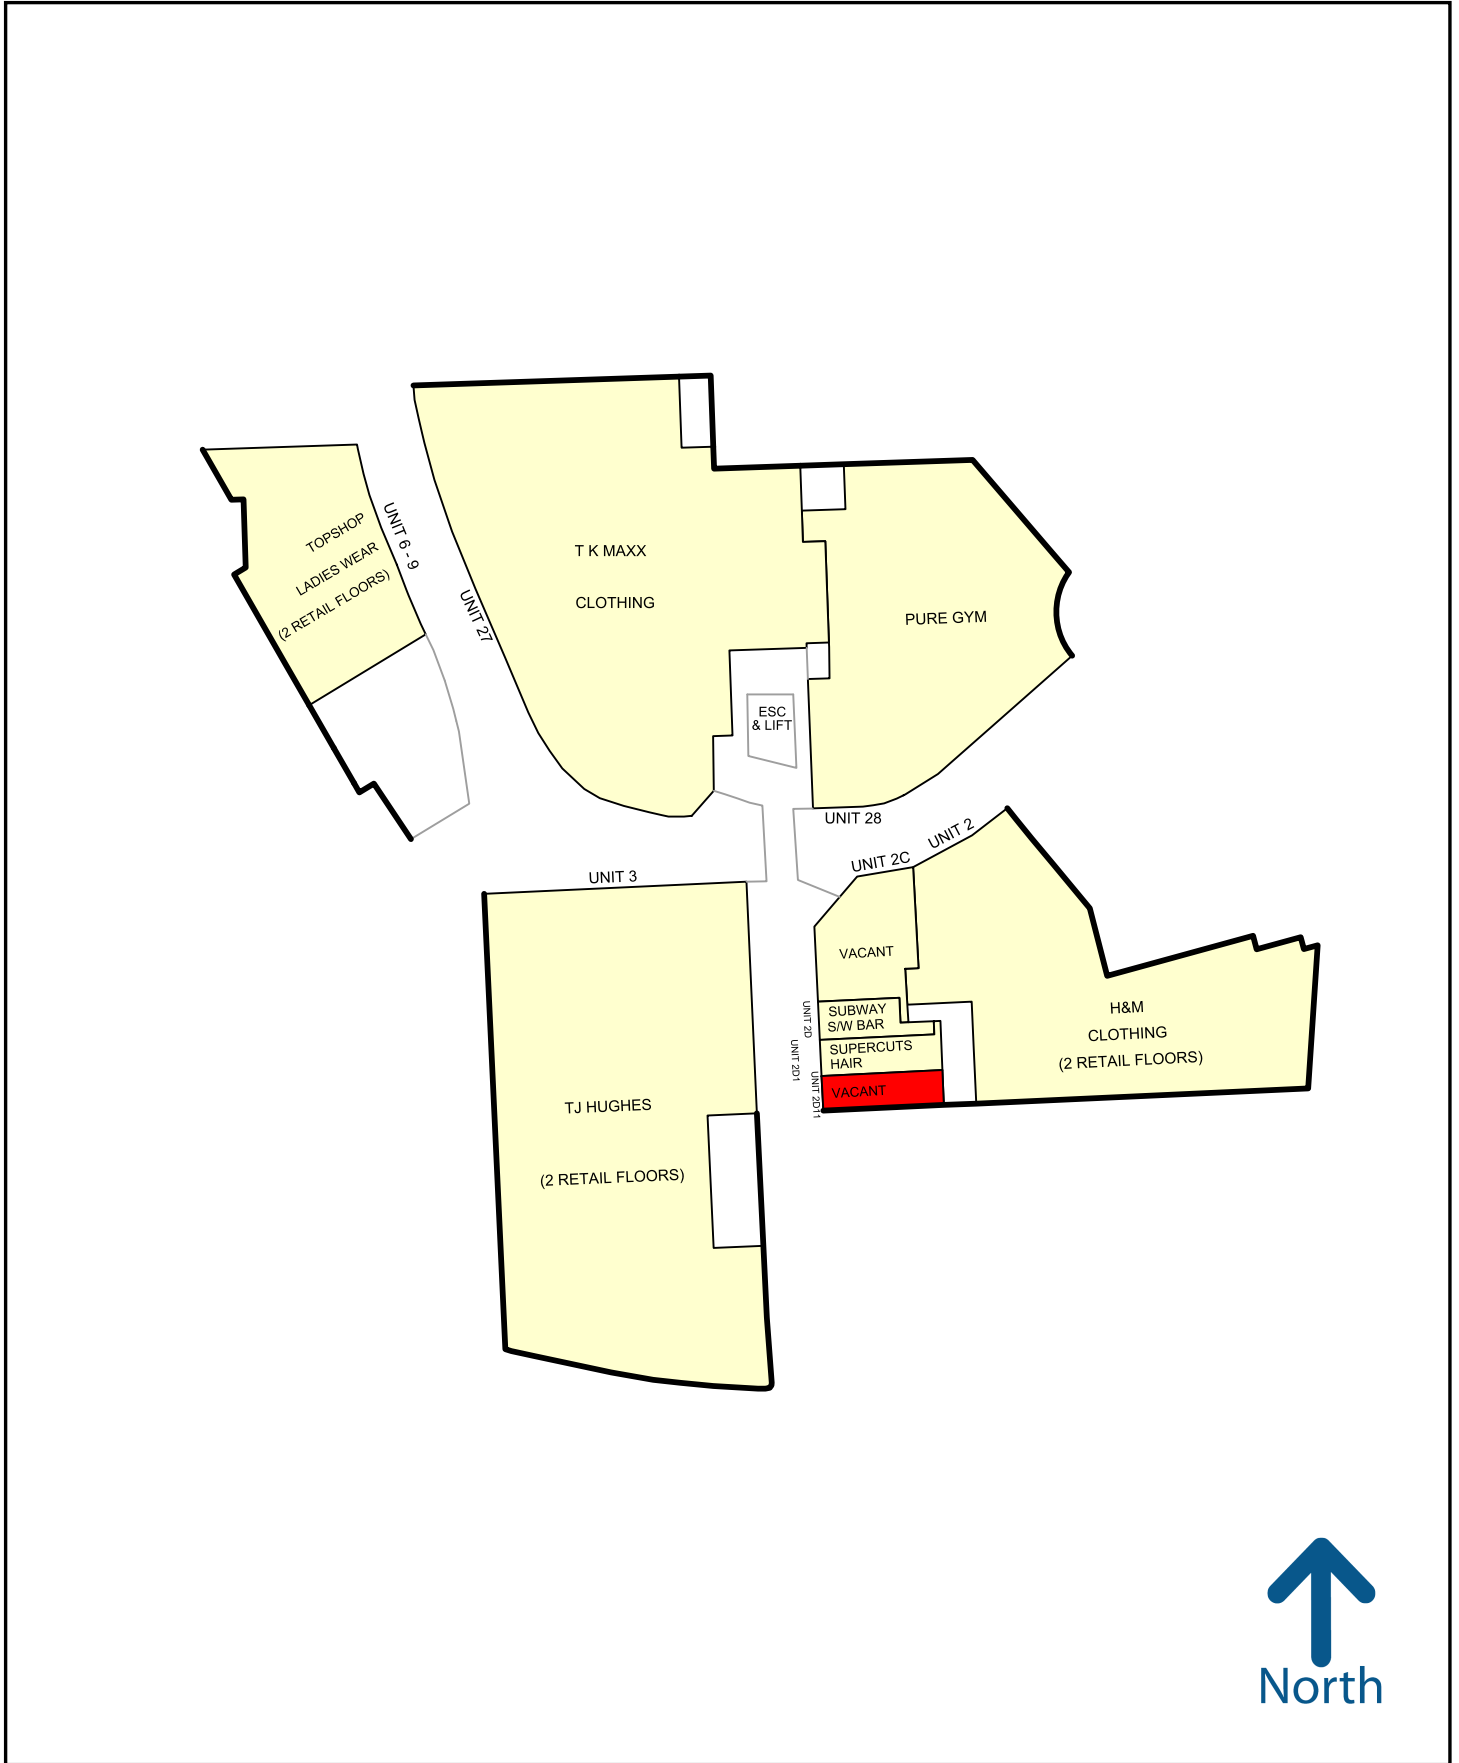 TOPSHOP
LADIES WEAR
(2 RETAIL FLOORS)
UNIT 6 - 9
UNIT 27
T K MAXX
CLOTHING
PURE GYM
ESC
& LIFT
UNIT 28
UNIT 2C
UNIT 2
UNIT 3
VACANT
UNIT 2D
SUBWAY
S/W BAR
UNIT 2D1
SUPERCUTS
HAIR
UNIT 2D11
VACANT
H&M
CLOTHING
(2 RETAIL FLOORS)
TJ HUGHES
(2 RETAIL FLOORS)
North